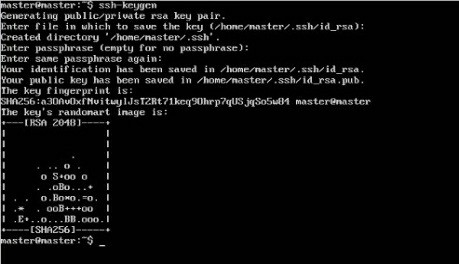 master@master:~$ ssh-keygen
Generating public/private rsa key pair.
Enter file in which to save the key (/home/master/.ssh/id_rsa):
Created directory '/home/master/.ssh'.
Enter passphrase (empty for no passphrase):
Enter same passphrase again:
Your identification has been saved in /home/master/.ssh/id_rsa.
Your public key has been saved in /home/master/.ssh/id_rsa.pub.
The key fingerprint is:
master@master
The key's randomart image is:
+---[RSA 2048]----+
|                 |
|                 |
|           .     |
|     . .. o .    |
|      o S+oo o   |
|     . .oBo...+  |
| . .  o.Bo*o.=o. |
| .*  . ooB+++oo  |
| .E+..o...BB.ooo.|
+----[SHA256]-----+
master@master:~$ _